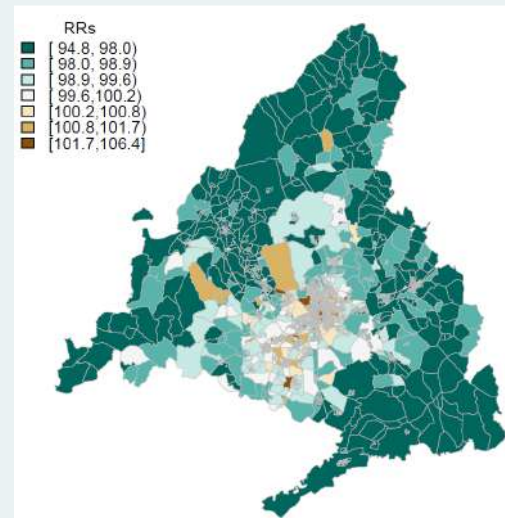 RRs
[ 94.8, 98.0)
[ 98.0, 98.9)
[ 98.9, 99.6)
[ 99.6,100.2)
[100.2,100.8)
[100.8,101.7)
[101.7,106.4]